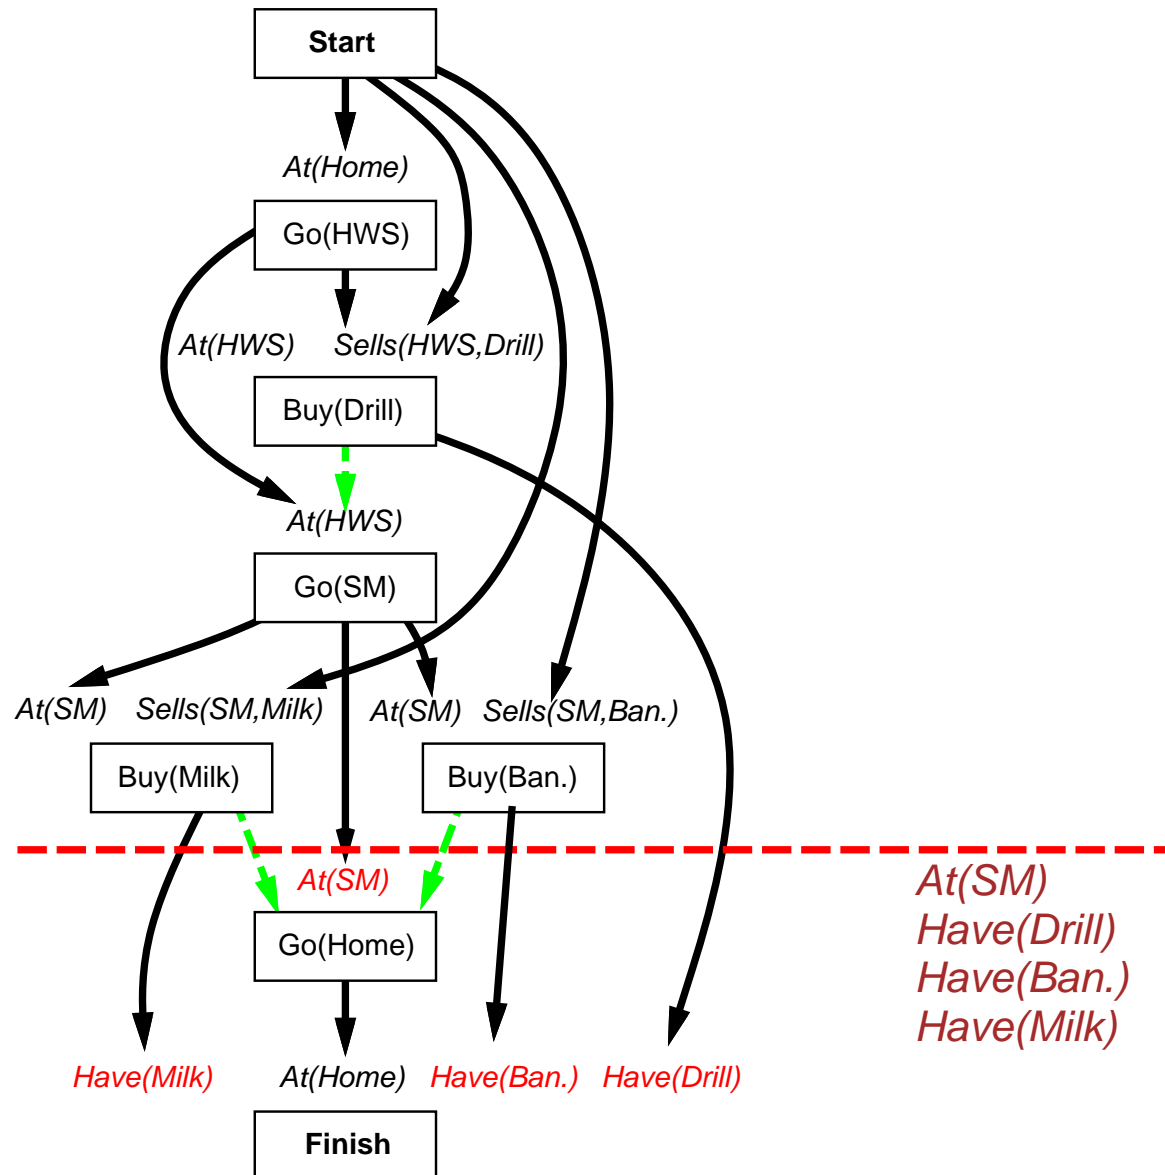 Start
At(Home)
Go(HWS)
At(HWS) Sells(HWS,Drill)
Buy(Drill)
At(HWS)
Go(SM)
At(SM) Sells(SM,Milk) At(SM) Sells(SM,Ban.)
Buy(Milk) Buy(Ban.)
At(SM)
Go(Home)
Have(Milk) At(Home) Have(Ban.) Have(Drill)
Finish
At(SM)
Have(Drill)
Have(Ban.)
Have(Milk)